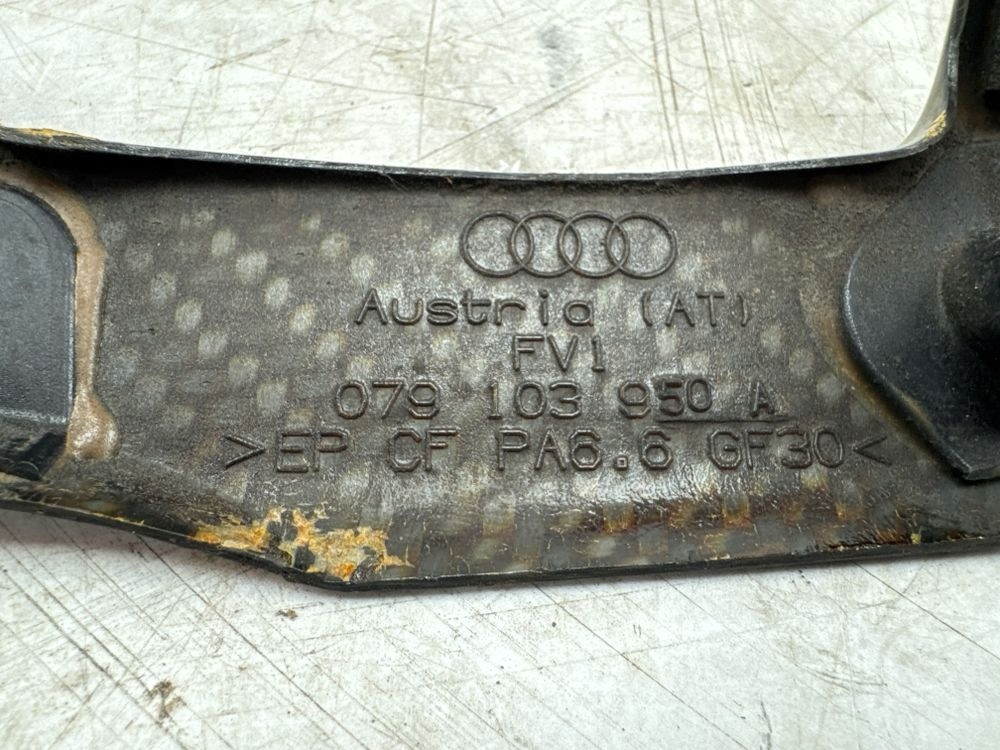 Austria (AT)
FV1
079 103 950 A
>EP CF PA6.6 GF30<